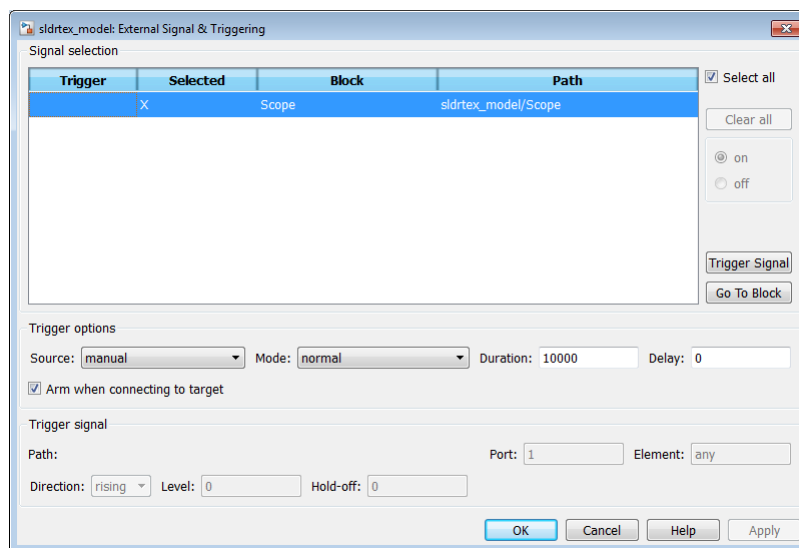 sldrtex_model: External Signal & Triggering
Signal selection
Trigger Selected Block Path
X Scope sldrtex_model/Scope
Select all
Clear all
on
off
Trigger Signal
Go To Block
Trigger options
Source: manual Mode: normal Duration: 10000 Delay: 0
Arm when connecting to target
Trigger signal
Path: Port: 1 Element: any
Direction: rising Level: 0 Hold-off: 0
OK Cancel Help Apply